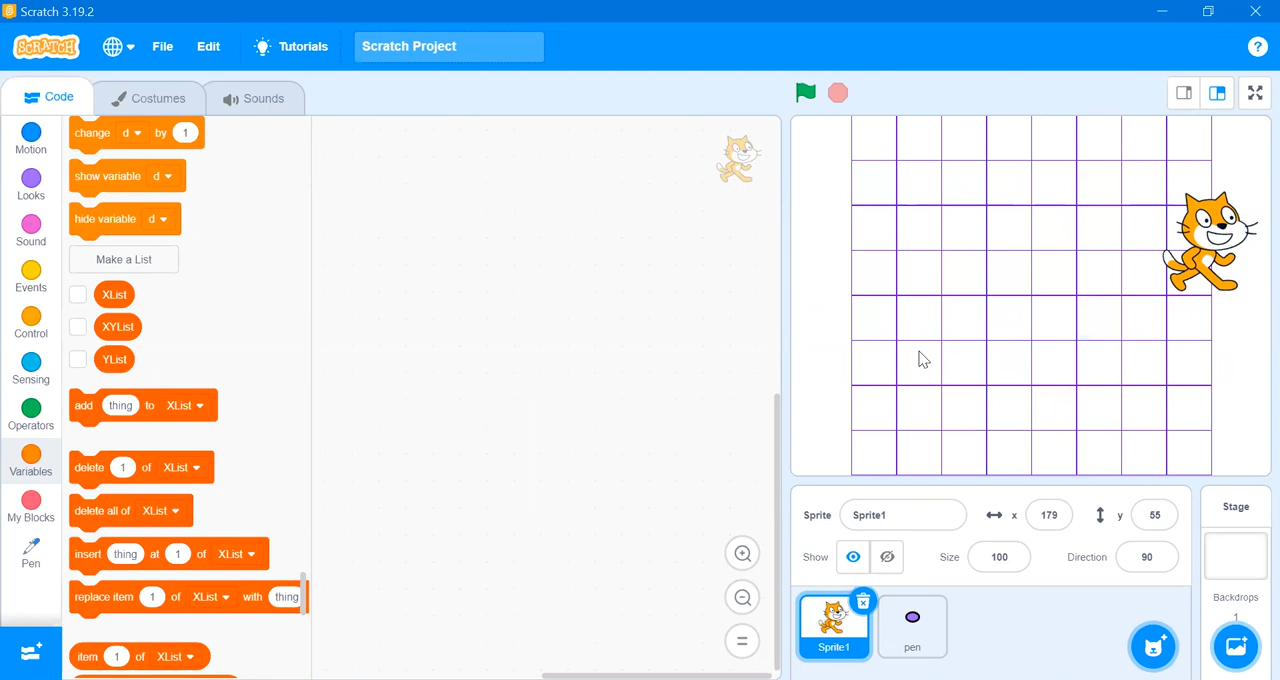 Scratch 3.19.2
SCRATCH File Edit Tutorials Scratch Project ?
Code Costumes Sounds
Motion
Looks
Sound
Events
Control
Sensing
Operators
Variables
My Blocks
Pen
change d by 1
show variable d
hide variable d
Make a List
XList
XYList
YList
add thing to XList
delete 1 of XList
delete all of XList
insert thing at 1 of XList
replace item 1 of XList with thing
item 1 of XList
Sprite Sprite1 x 179 y 55
Show Size 100 Direction 90
Sprite1
pen
Stage
Backdrops
1